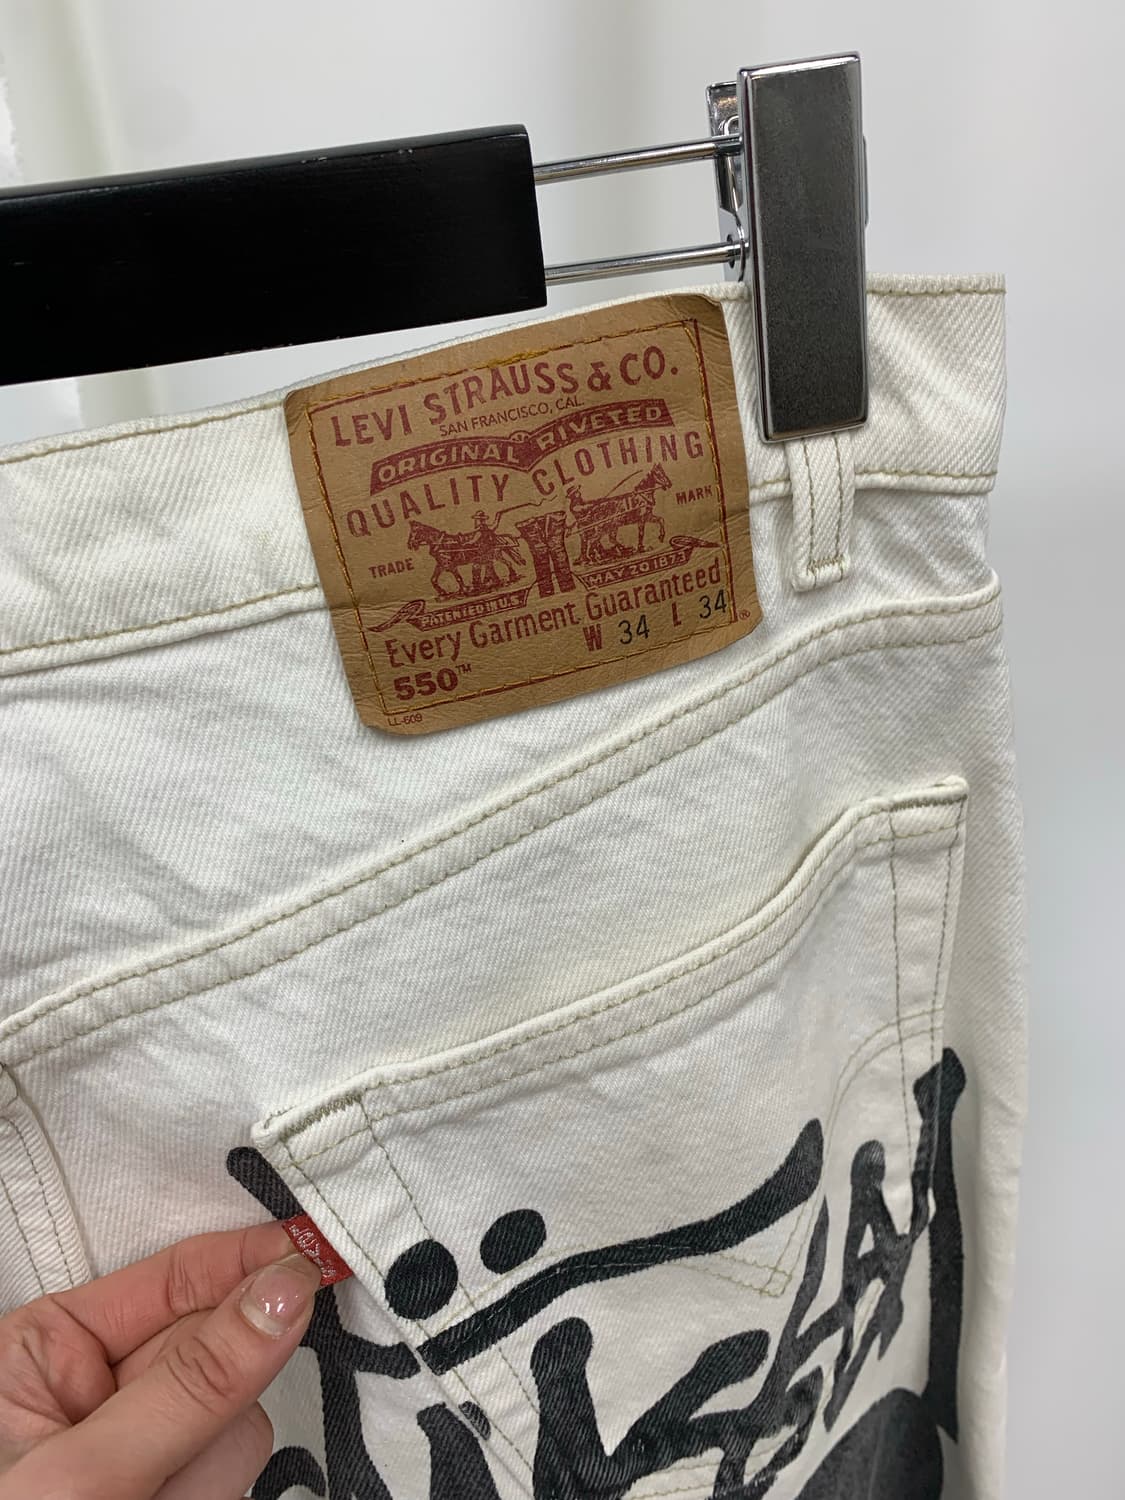 LEVI STRAUSS & CO.
SAN FRANCISCO, CAL.
ORIGINAL RIVETED
QUALITY CLOTHING
TRADE MARK
PATENTED IN U.S. MAY 20 1873
Every Garment Guaranteed
W 34 L 34
550™
®
LL-609